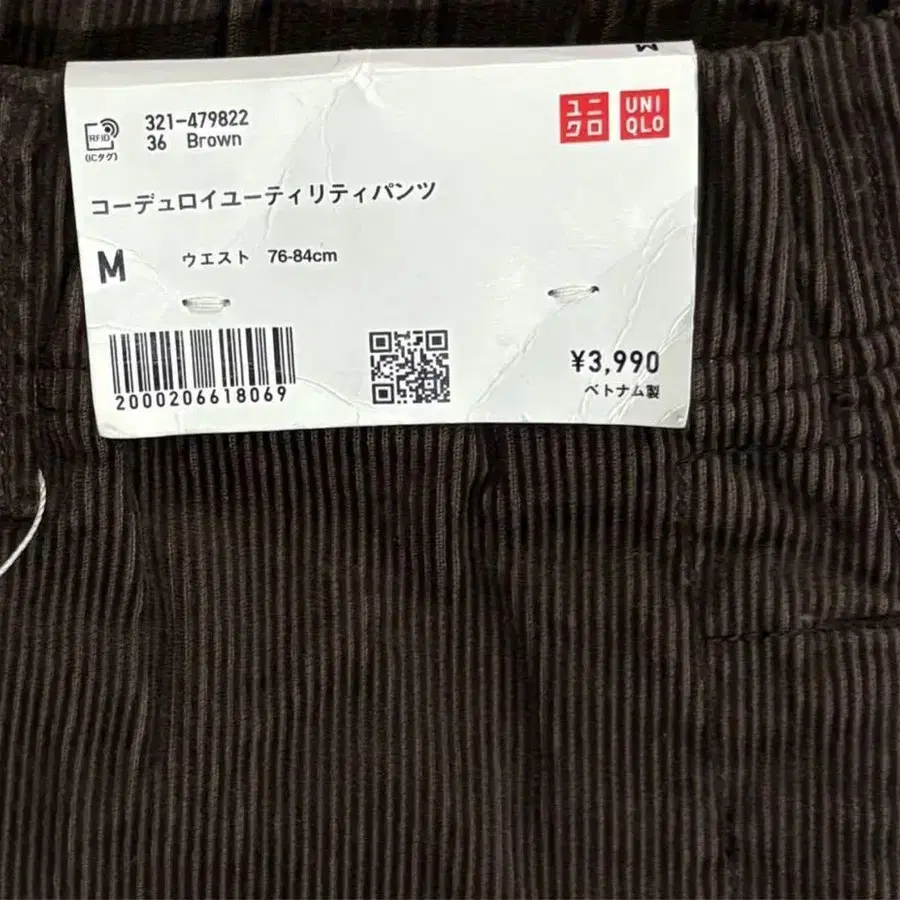 M
RFID
(ICタグ)
321-479822
36 Brown
ユニ
クロ
UNI
QLO
コーデュロイユーティリティパンツ
M ウエスト 76-84cm
2000206618069
¥3,990
ベトナム製